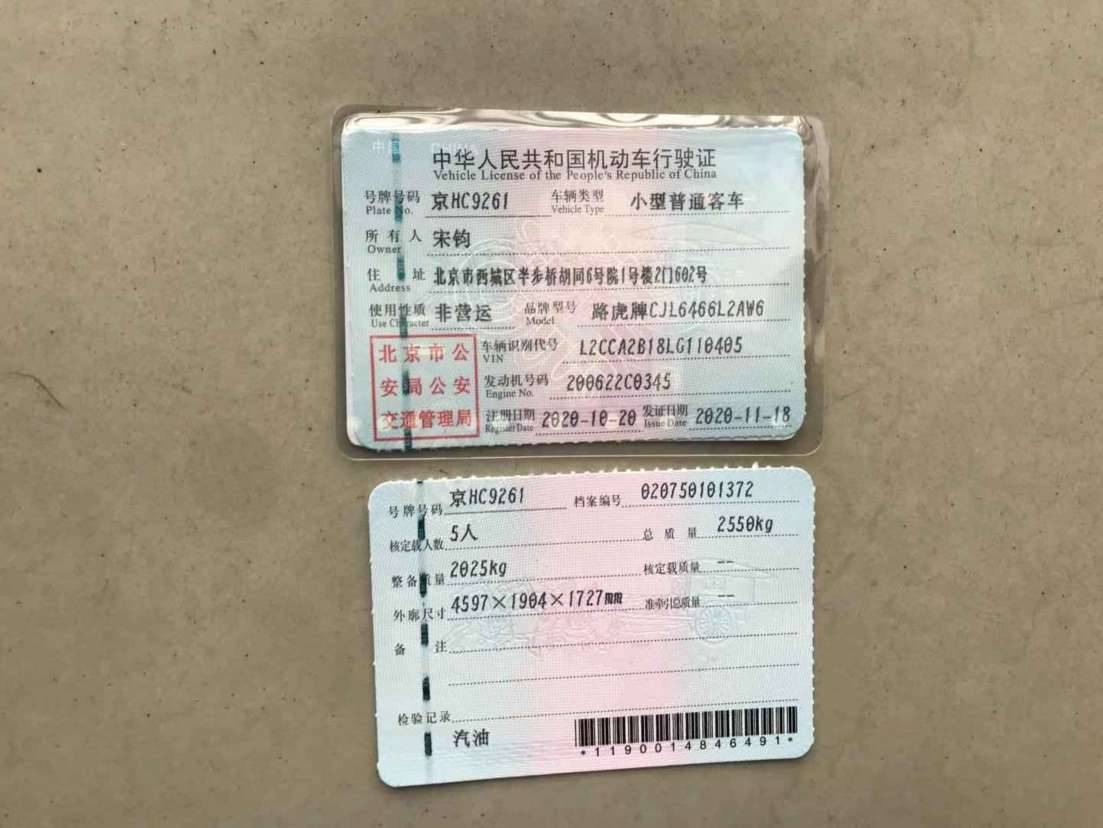 中华人民共和国机动车行驶证
Vehicle License of the People's Republic of China
号牌号码 京HC9261 车辆类型 小型普通客车
Plate No. Vehicle Type
所有人 宋钧
Owner
住址 北京市西城区半步桥胡同6号院1号楼2门602号
Address
使用性质 非营运 品牌型号 路虎牌CJL6466L2AW6
Use Character Model
北京市公
安局公安
交通管理局
车辆识别代号 L2CCA2B18LG110405
VIN
发动机号码 200622C0345
Engine No.
注册日期 2020-10-20 发证日期 2020-11-18
Register Date Issue Date
号牌号码 京HC9261 档案编号 020750101372
核定载人数 5人 总质量 2550kg
整备质量 2025kg 核定载质量 --
外廓尺寸 4597×1904×1727mm 准牵引总质量 --
备注
检验记录
汽油
*1190014846491*